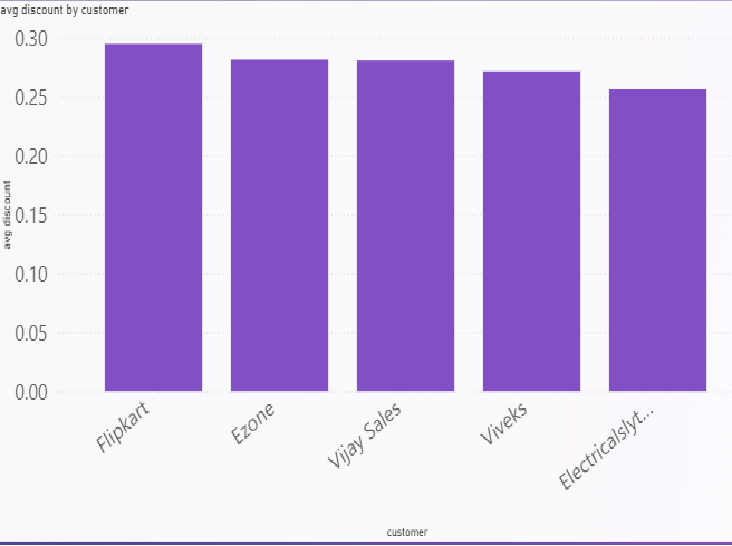 avg discount by customer
0.30
0.25
0.20
0.15
0.10
0.05
0.00
avg discount
Flipkart
Ezone
Vijay Sales
Viveks
Electricalslyt...
customer